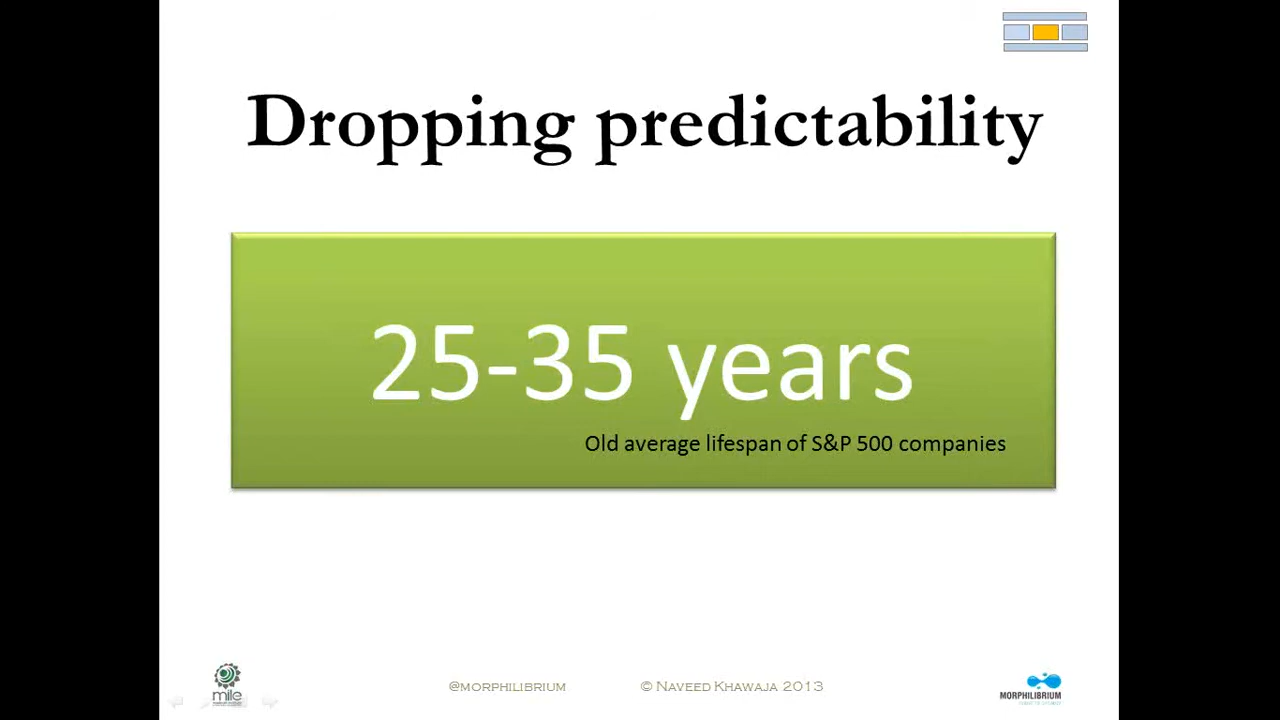 Dropping predictability
25-35 years
Old average lifespan of S&P 500 companies
mile
@MORPHILIBRIUM
© NAVEED KHAWAJA 2013
MORPHILIBRIUM